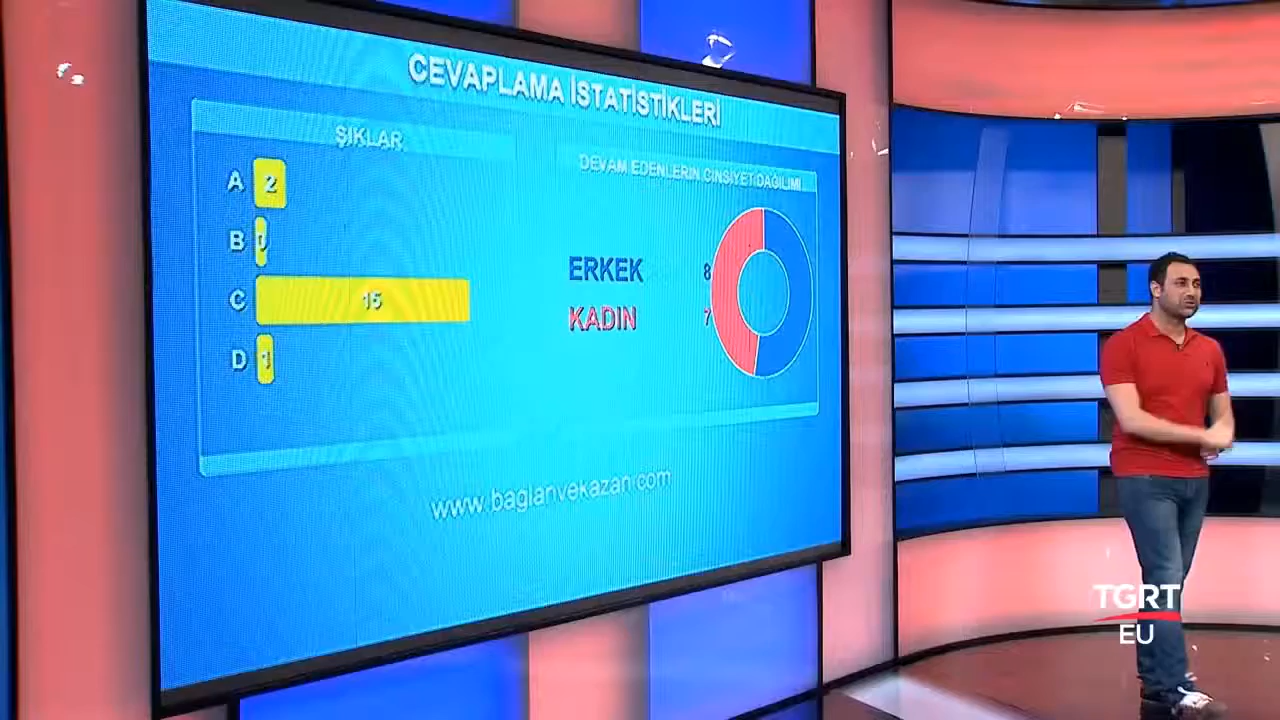 CEVAPLAMA İSTATİSTİKLERİ
ŞIKLAR
DEVAM EDENLERİN CİNSİYET DAĞILIMI
A 2
B
C 15
D 1
ERKEK 8
KADIN 7
www.baglanvekazan.com
TGRT
EU